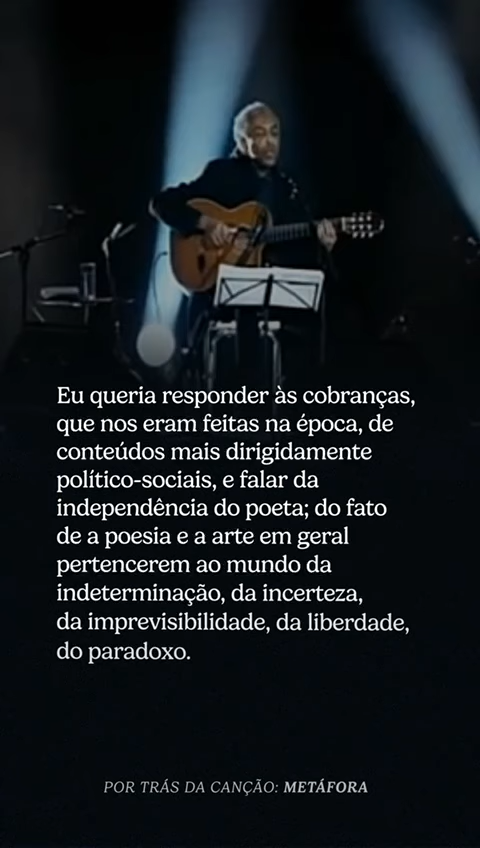 Eu queria responder às cobranças,
que nos eram feitas na época, de
conteúdos mais dirigidamente
político-sociais, e falar da
independência do poeta; do fato
de a poesia e a arte em geral
pertencerem ao mundo da
indeterminação, da incerteza,
da imprevisibilidade, da liberdade,
do paradoxo.
POR TRÁS DA CANÇÃO: METÁFORA